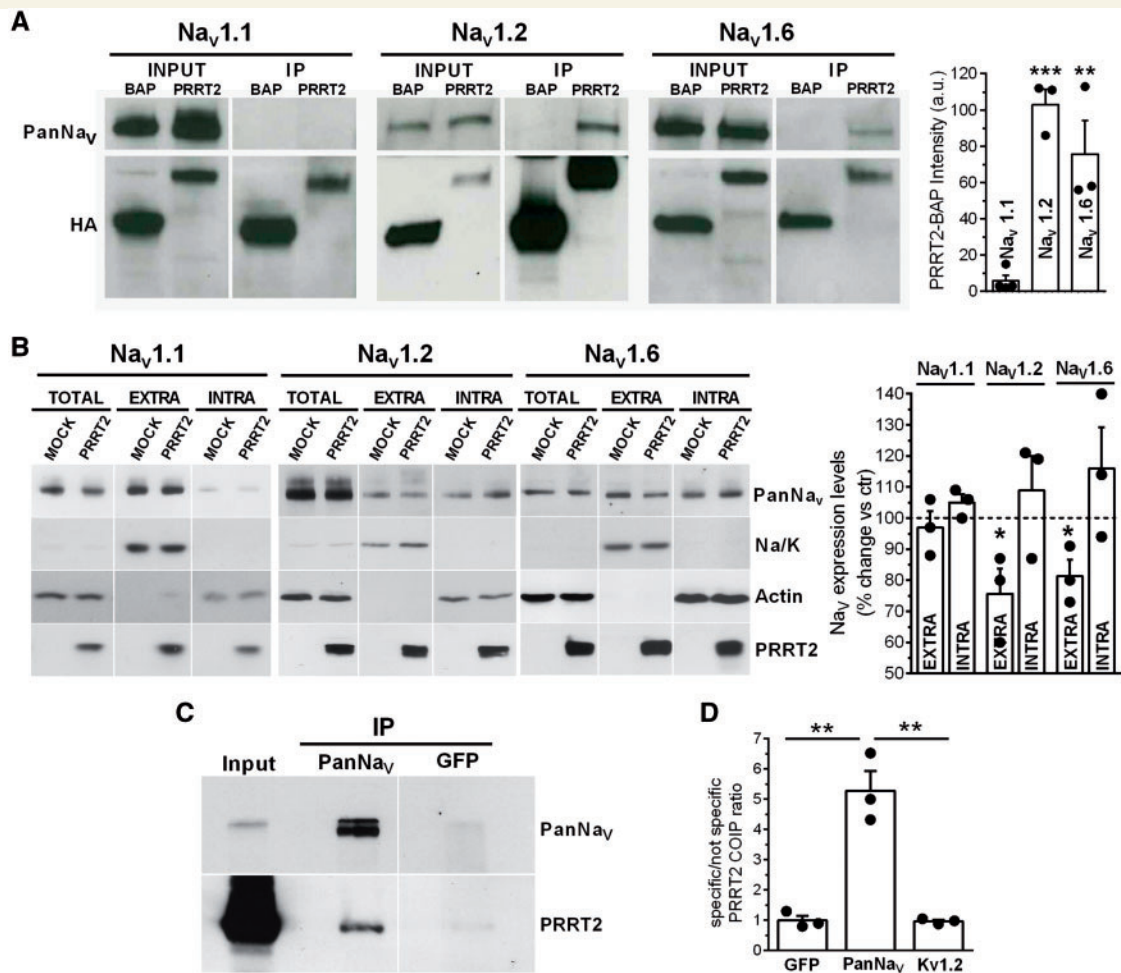 A
Nav1.1 Nav1.2 Nav1.6
INPUT IP INPUT IP INPUT IP
BAP PRRT2 BAP PRRT2 BAP PRRT2 BAP PRRT2 BAP PRRT2 BAP PRRT2
PanNav
HA
PRRT2-BAP Intensity (a.u.)
120
100
80
60
40
20
0
*** **
Nav 1.1
Nav 1.2
Nav 1.6
B
Nav1.1 Nav1.2 Nav1.6
TOTAL EXTRA INTRA TOTAL EXTRA INTRA TOTAL EXTRA INTRA
MOCK PRRT2 MOCK PRRT2 MOCK PRRT2 MOCK PRRT2 MOCK PRRT2 MOCK PRRT2 MOCK PRRT2 MOCK PRRT2 MOCK PRRT2
PanNav
Na/K
Actin
PRRT2
Nav1.1 Nav1.2 Nav1.6
Nav expression levels
(% change vs ctr)
140
130
120
110
100
90
80
70
60
50
* *
EXTRA INTRA EXTRA INTRA EXTRA INTRA
C
IP
Input PanNav GFP
PanNav
PRRT2
D
specific/not specific
PRRT2 COIP ratio
7
6
5
4
3
2
1
0
** **
GFP PanNav Kv1.2